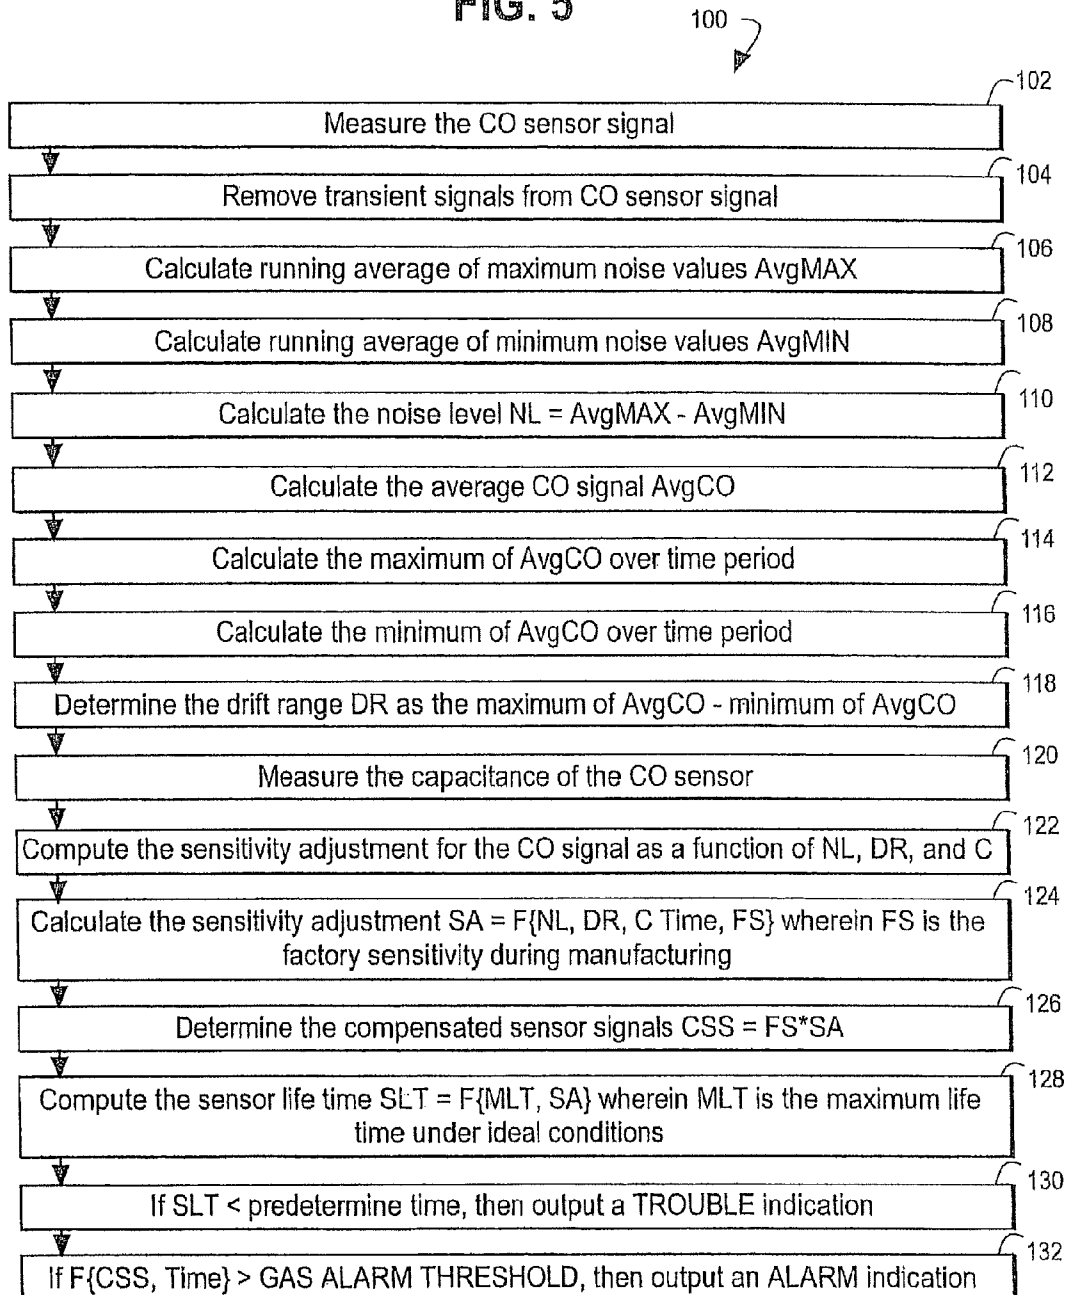 FIG. 5
100
102
Measure the CO sensor signal
104
Remove transient signals from CO sensor signal
106
Calculate running average of maximum noise values AvgMAX
108
Calculate running average of minimum noise values AvgMIN
110
Calculate the noise level NL = AvgMAX - AvgMIN
112
Calculate the average CO signal AvgCO
114
Calculate the maximum of AvgCO over time period
116
Calculate the minimum of AvgCO over time period
118
Determine the drift range DR as the maximum of AvgCO - minimum of AvgCO
120
Measure the capacitance of the CO sensor
122
Compute the sensitivity adjustment for the CO signal as a function of NL, DR, and C
124
Calculate the sensitivity adjustment SA = F{NL, DR, C Time, FS} wherein FS is the
factory sensitivity during manufacturing
126
Determine the compensated sensor signals CSS = FS*SA
128
Compute the sensor life time SLT = F{MLT, SA} wherein MLT is the maximum life
time under ideal conditions
130
If SLT < predetermine time, then output a TROUBLE indication
132
If F{CSS, Time} > GAS ALARM THRESHOLD, then output an ALARM indication